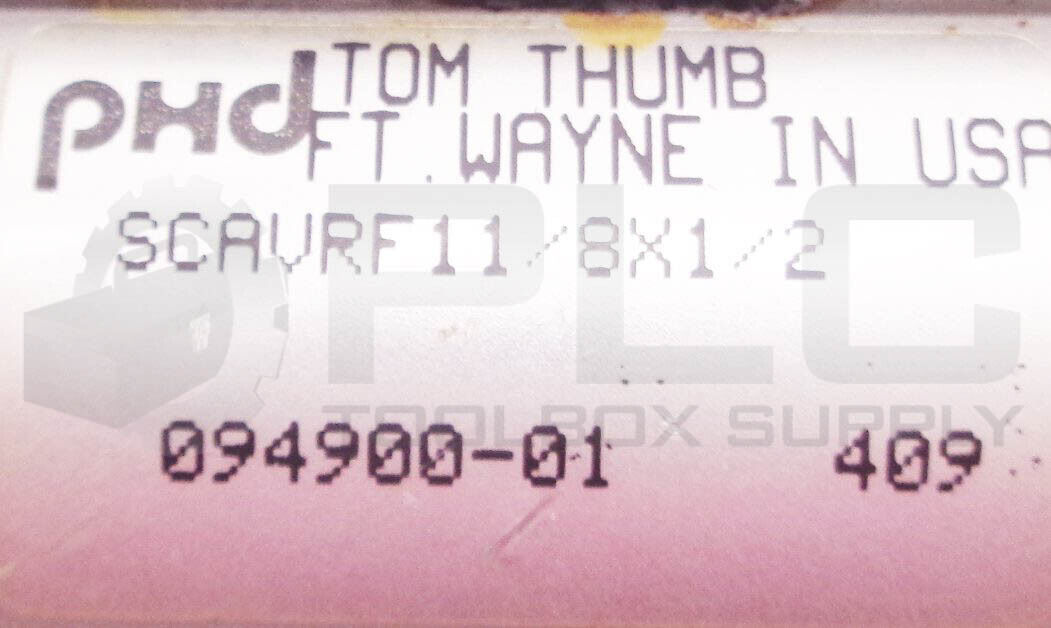 phd TOM THUMB
FT. WAYNE IN USA
SCAVRF11/8X1/2
PLC
TOOLBOX SUPPLY
094900-01 409